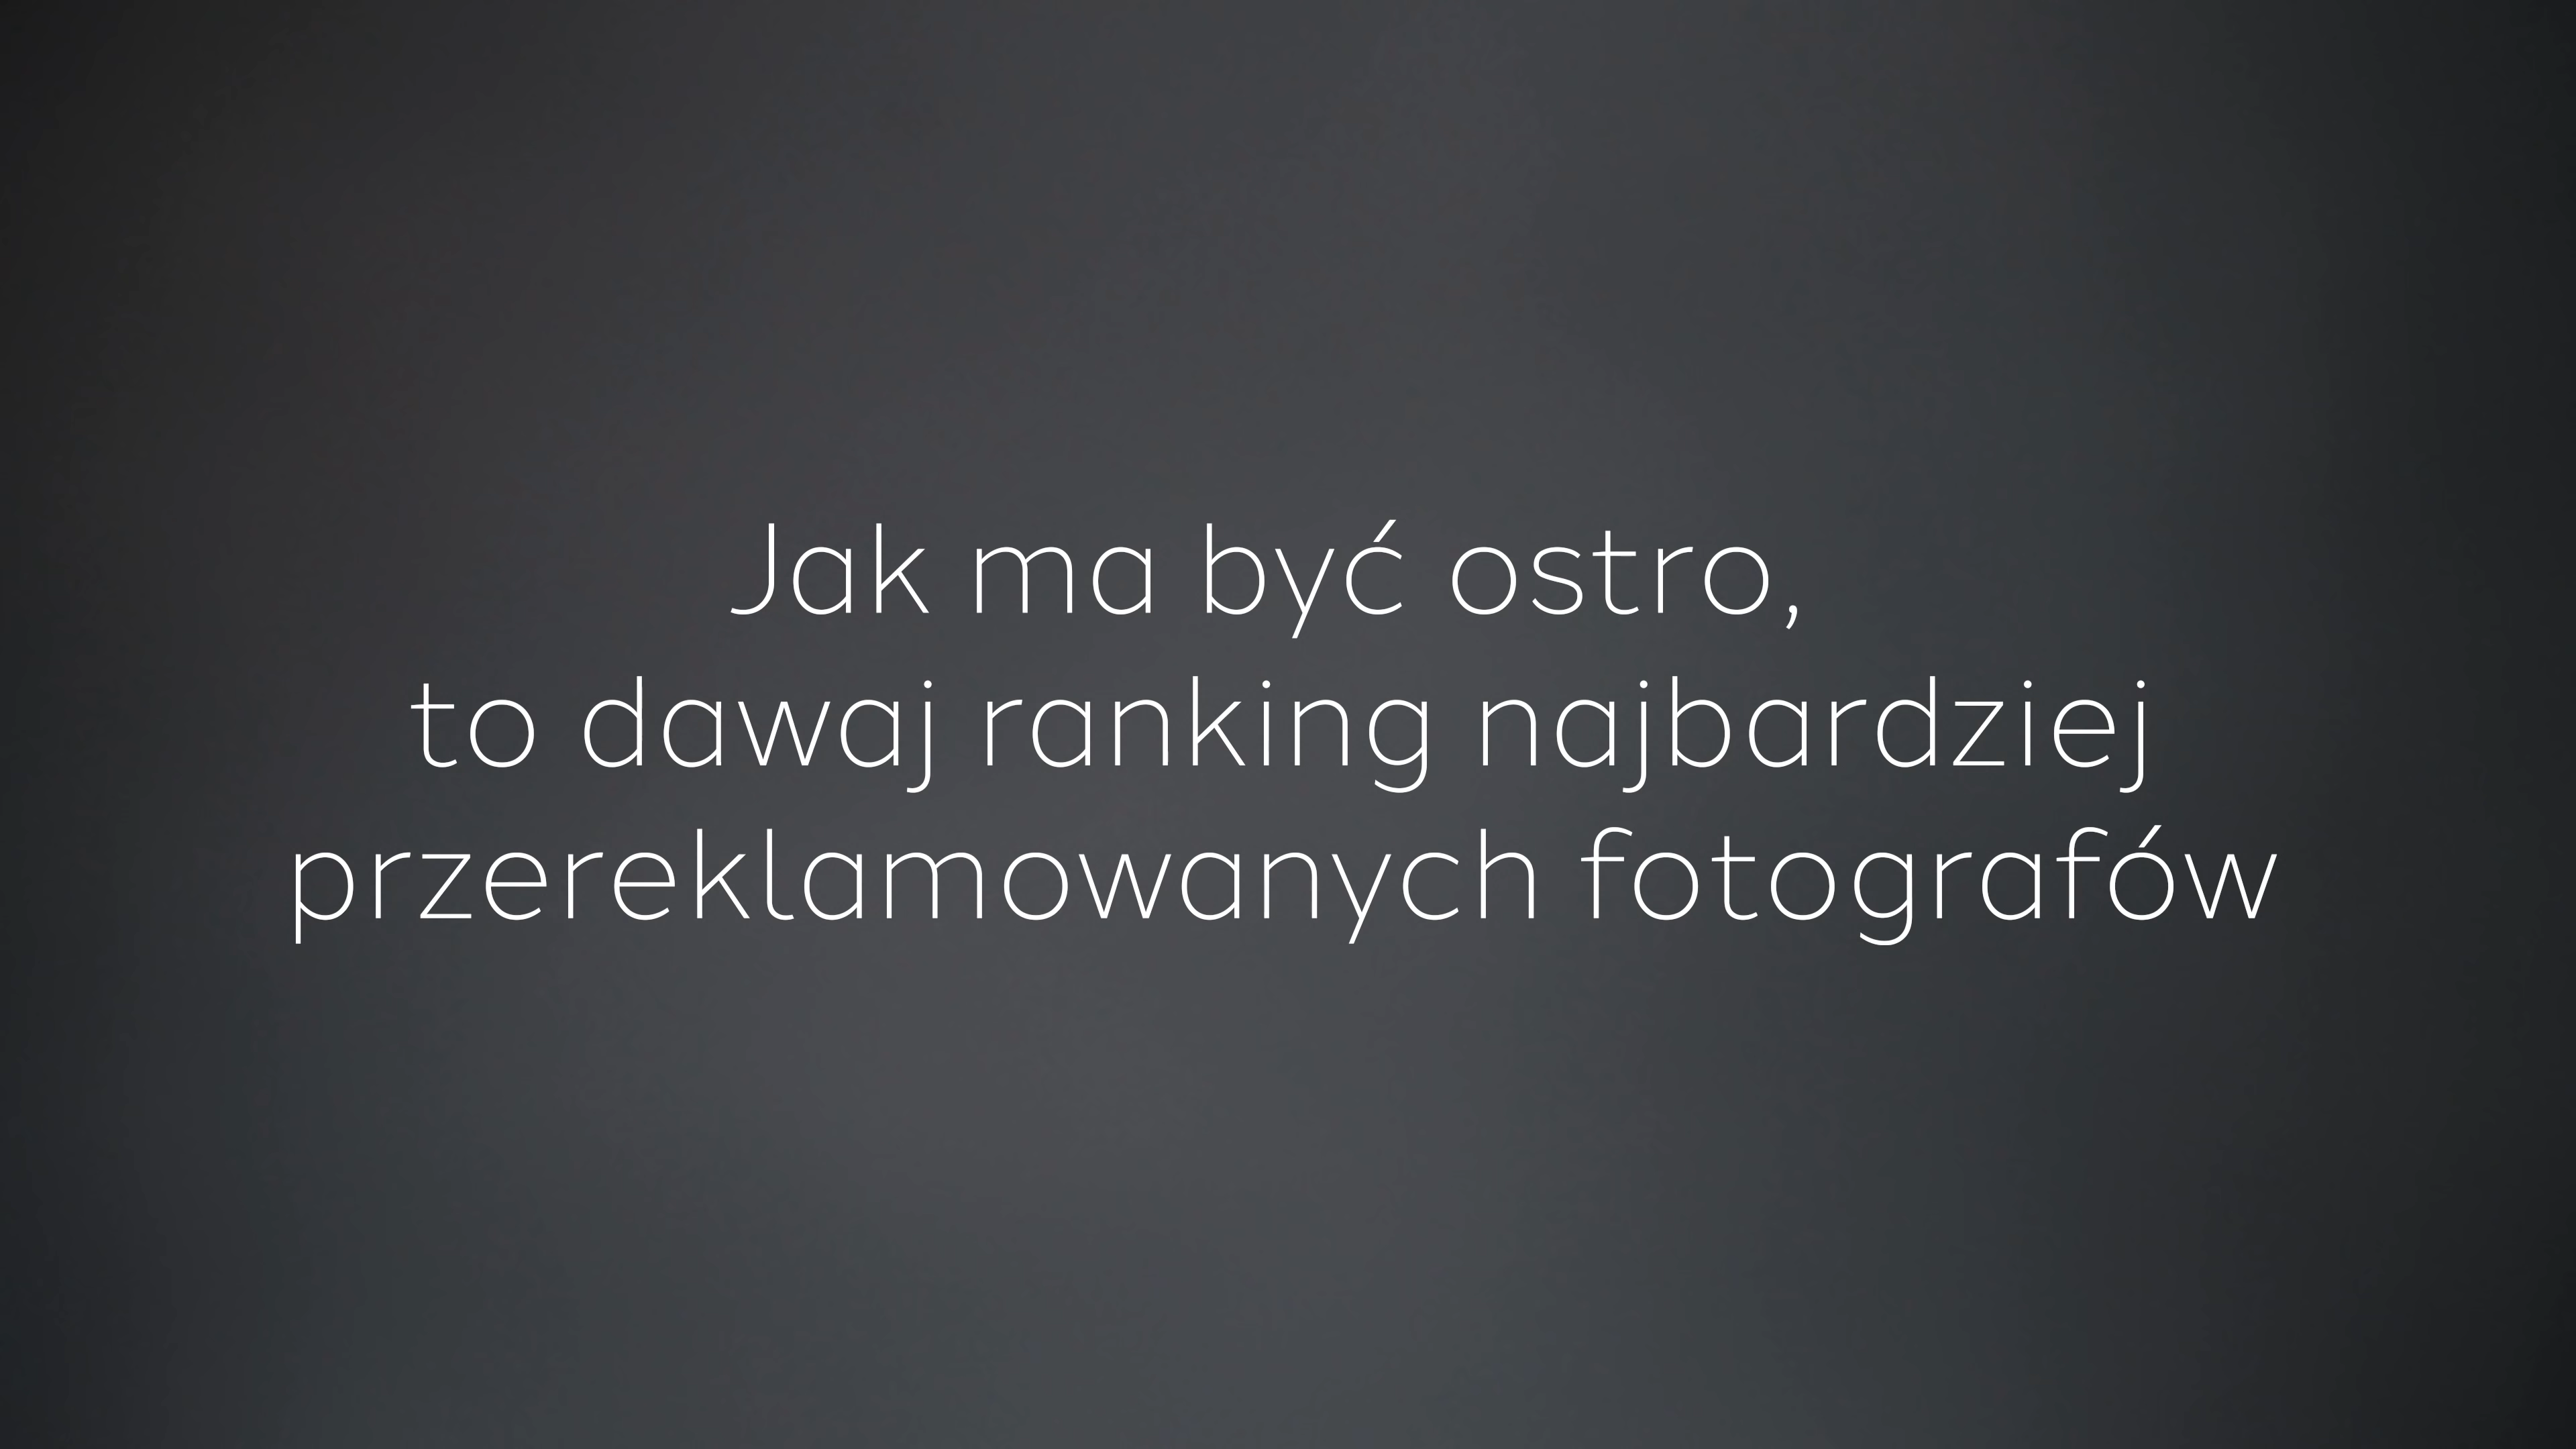 Jak ma być ostro,
to dawaj ranking najbardziej
przereklamowanych fotografów